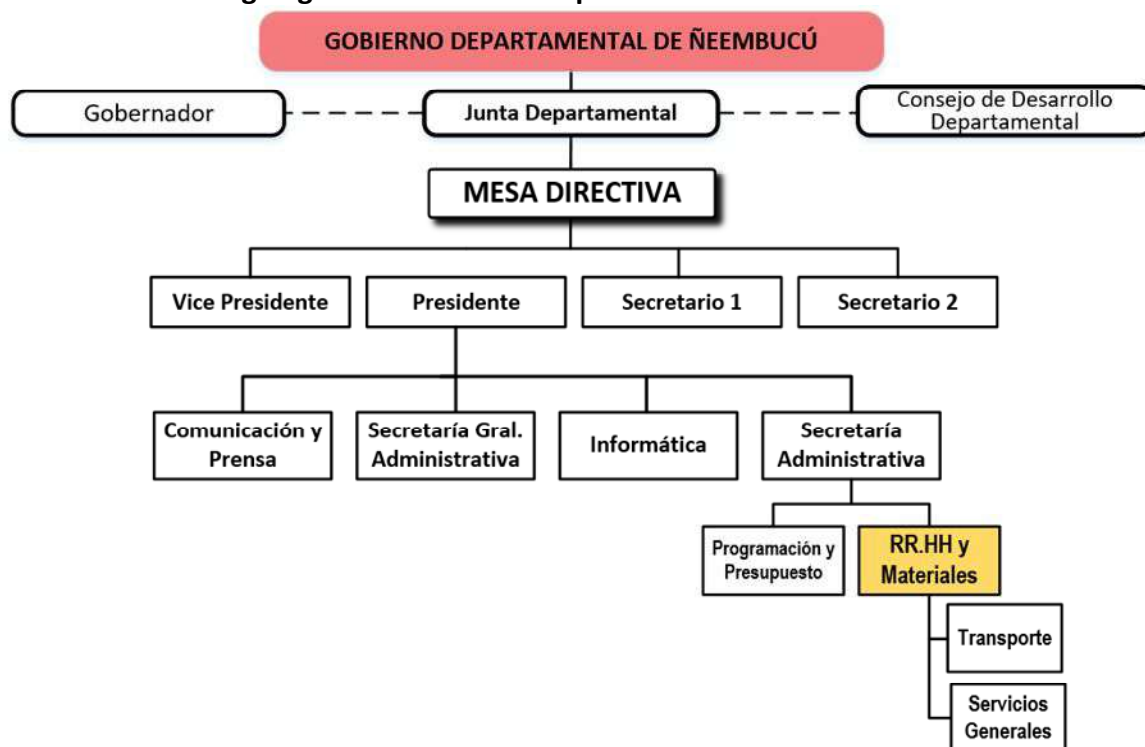 GOBIERNO DEPARTAMENTAL DE ÑEEMBUCÚ
Gobernador
Junta Departamental
Consejo de Desarrollo
Departamental
MESA DIRECTIVA
Vice Presidente
Presidente
Secretario 1
Secretario 2
Comunicación y
Prensa
Secretaría Gral.
Administrativa
Informática
Secretaría
Administrativa
Programación y
Presupuesto
RR.HH y
Materiales
Transporte
Servicios
Generales